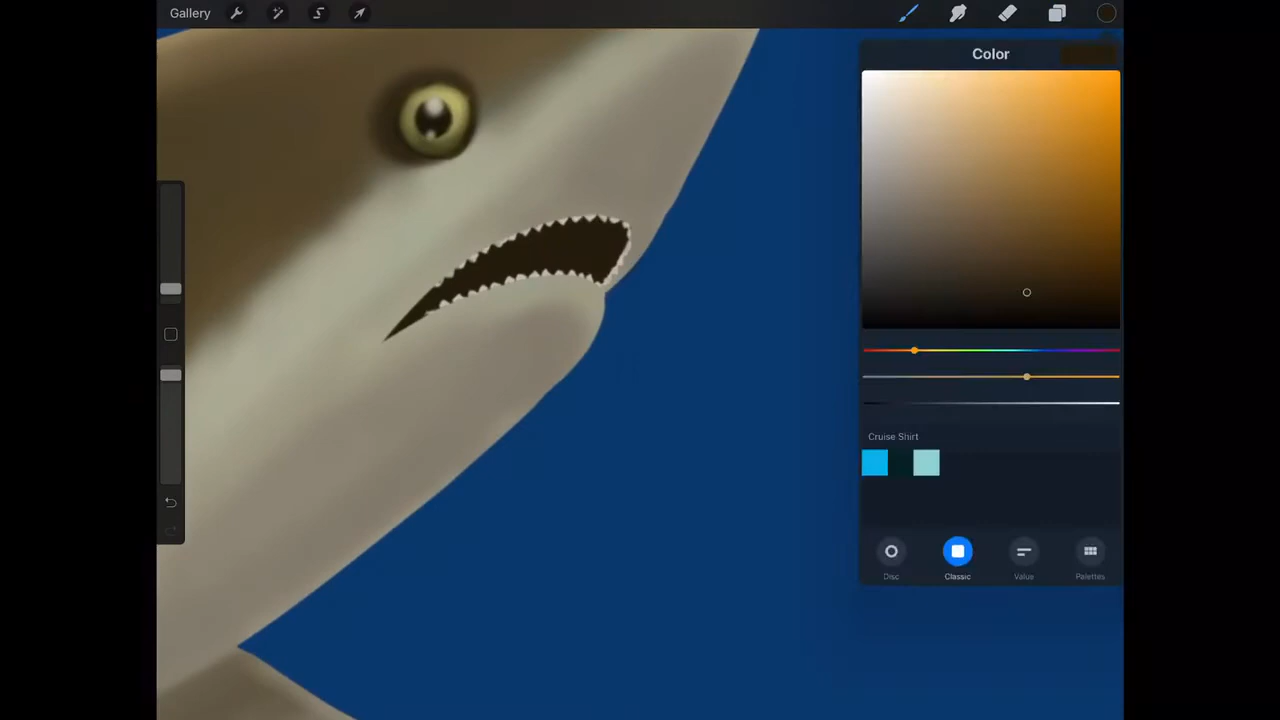 Gallery
Color
Cruise Shirt
Disc
Classic
Value
Palettes